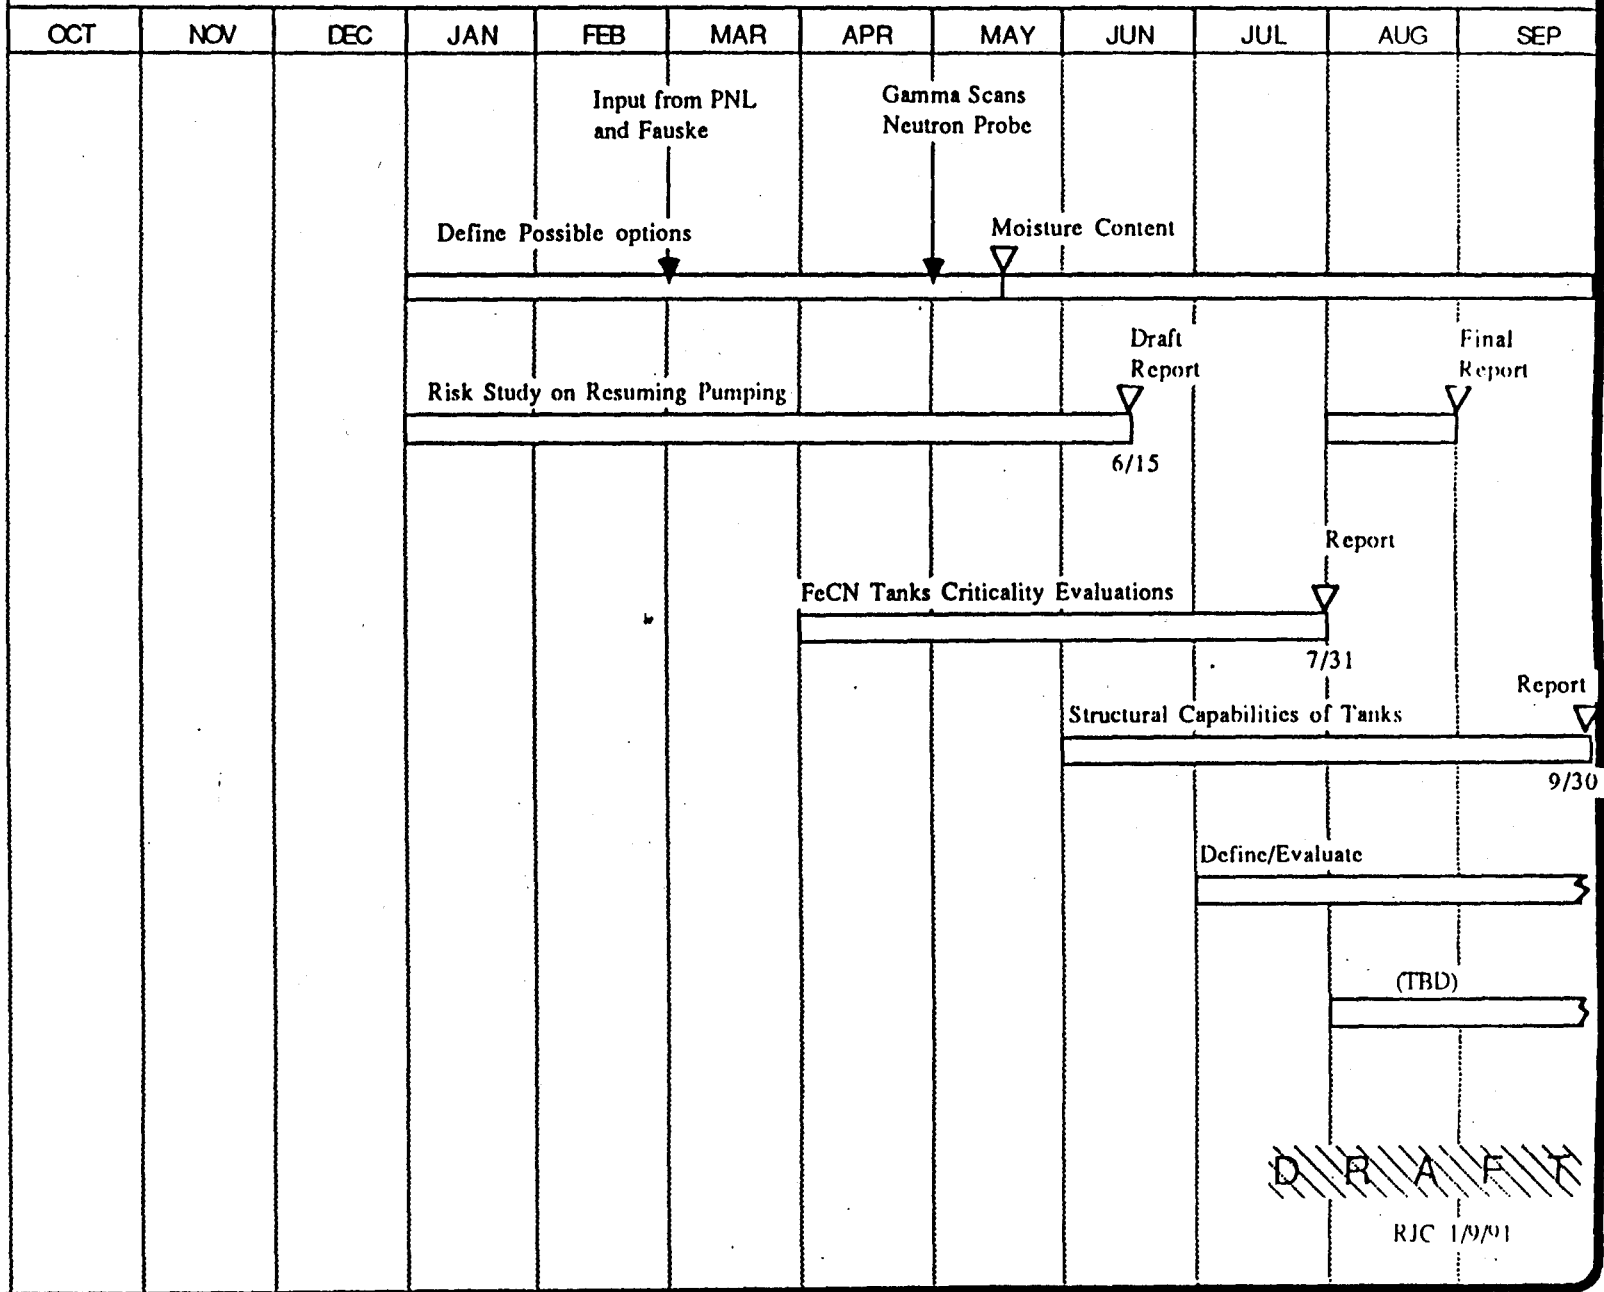 OCT NOV DEC JAN FEB MAR APR MAY JUN JUL AUG SEP
Input from PNL
and Fauske
Gamma Scans
Neutron Probe
Define Possible options
Moisture Content
Draft
Report
Final
Report
Risk Study on Resuming Pumping
6/15
Report
FeCN Tanks Criticality Evaluations
7/31
Report
Structural Capabilities of Tanks
9/30
Define/Evaluate
(TBD)
D R A F T
RJC 1/9/91